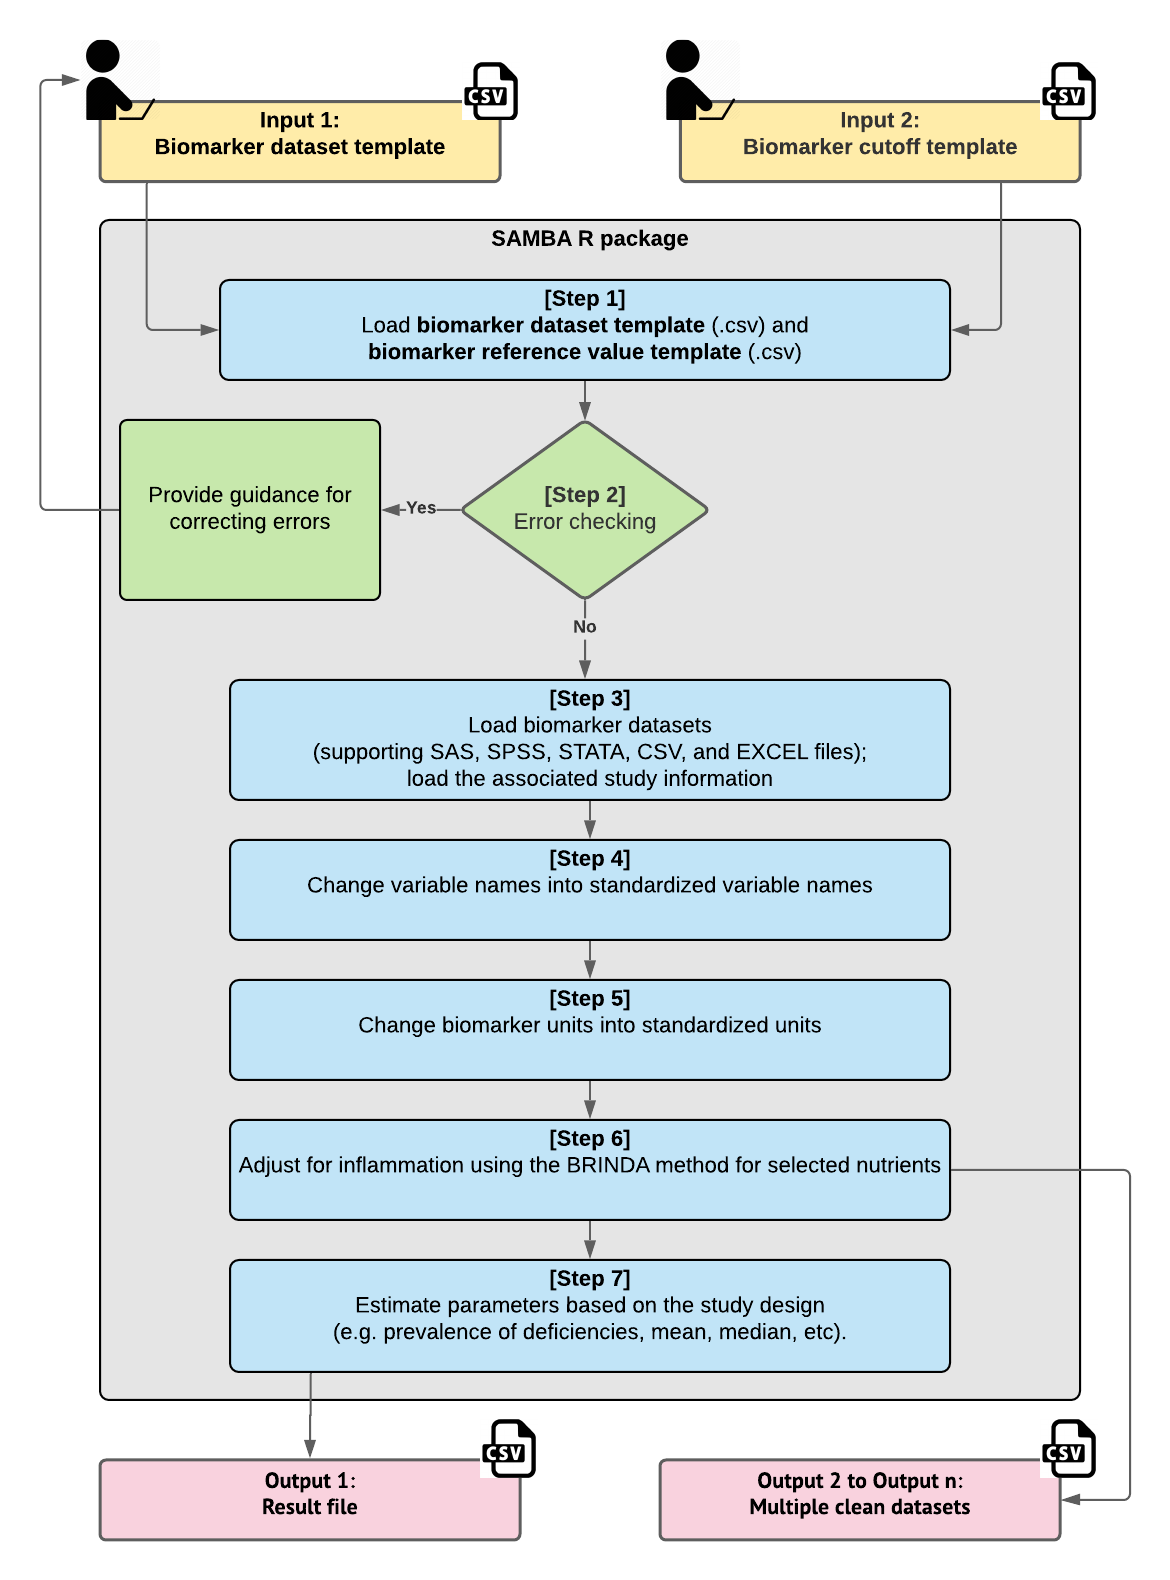 CSV
Input 1:
Biomarker dataset template
CSV
Input 2:
Biomarker cutoff template
SAMBA R package
[Step 1]
Load biomarker dataset template (.csv) and
biomarker reference value template (.csv)
Provide guidance for
correcting errors
Yes
[Step 2]
Error checking
No
[Step 3]
Load biomarker datasets
(supporting SAS, SPSS, STATA, CSV, and EXCEL files);
load the associated study information
[Step 4]
Change variable names into standardized variable names
[Step 5]
Change biomarker units into standardized units
[Step 6]
Adjust for inflammation using the BRINDA method for selected nutrients
[Step 7]
Estimate parameters based on the study design
(e.g. prevalence of deficiencies, mean, median, etc).
CSV
Output 1:
Result file
CSV
Output 2 to Output n:
Multiple clean datasets